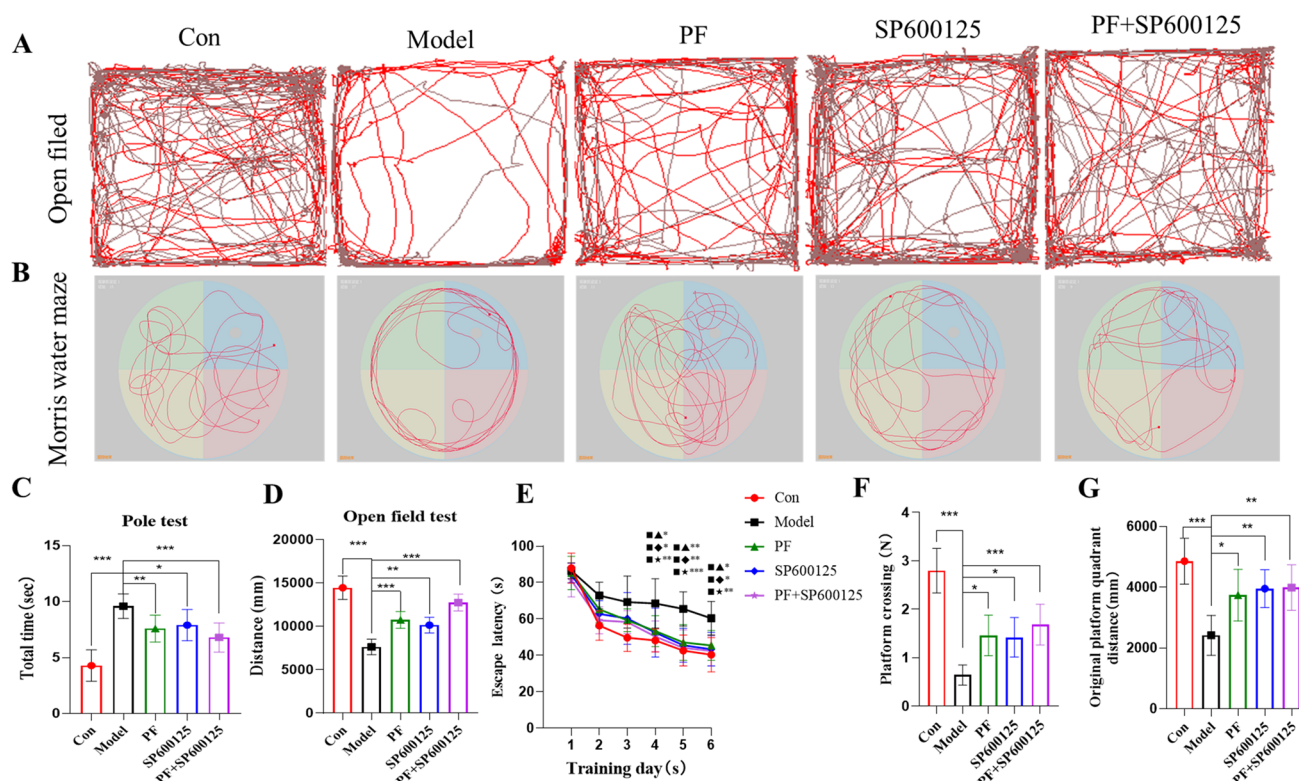 A
Con
Model
PF
SP600125
PF+SP600125
Open filed
B
Morris water maze
C
Pole test
Total time (sec)
15
10
5
0
***
***
*
**
Con
Model
PF
SP600125
PF+SP600125
D
Open field test
Distance (mm)
20000
15000
10000
5000
0
***
***
**
***
Con
Model
PF
SP600125
PF+SP600125
E
Escape latency (s)
100
80
60
40
20
0
■▲*
■◆*
■★**
■▲**
■◆**
■★***
■▲*
■◆*
■★**
1 2 3 4 5 6
Training day(s)
Con
Model
PF
SP600125
PF+SP600125
F
Platform crossing (N)
4
3
2
1
0
***
***
*
*
Con
Model
PF
SP600125
PF+SP600125
G
Original platform quadrant
distance (mm)
6000
4000
2000
0
**
***
**
*
Con
Model
PF
SP600125
PF+SP600125